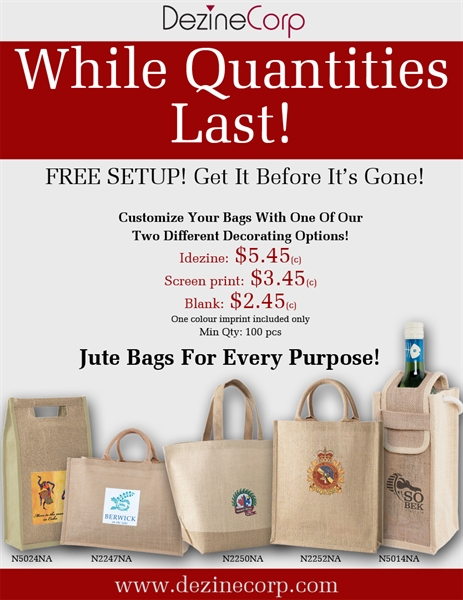 DezineCorp
While Quantities
Last!
FREE SETUP! Get It Before It's Gone!
Customize Your Bags With One Of Our
Two Different Decorating Options!
Idezine: $5.45(c)
Screen print: $3.45(c)
Blank: $2.45(c)
One colour imprint included only
Min Qty: 100 pcs
Jute Bags For Every Purpose!
BERWICK
SO
BEK
N5024NA N2247NA N2250NA N2252NA N5014NA
www.dezinecorp.com